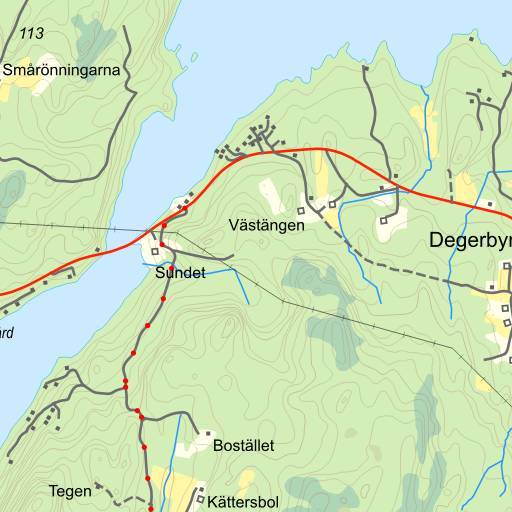 113
Smårönningarna
Västängen
Degerbyn
Sundet
Bostället
Tegen
Kättersbol